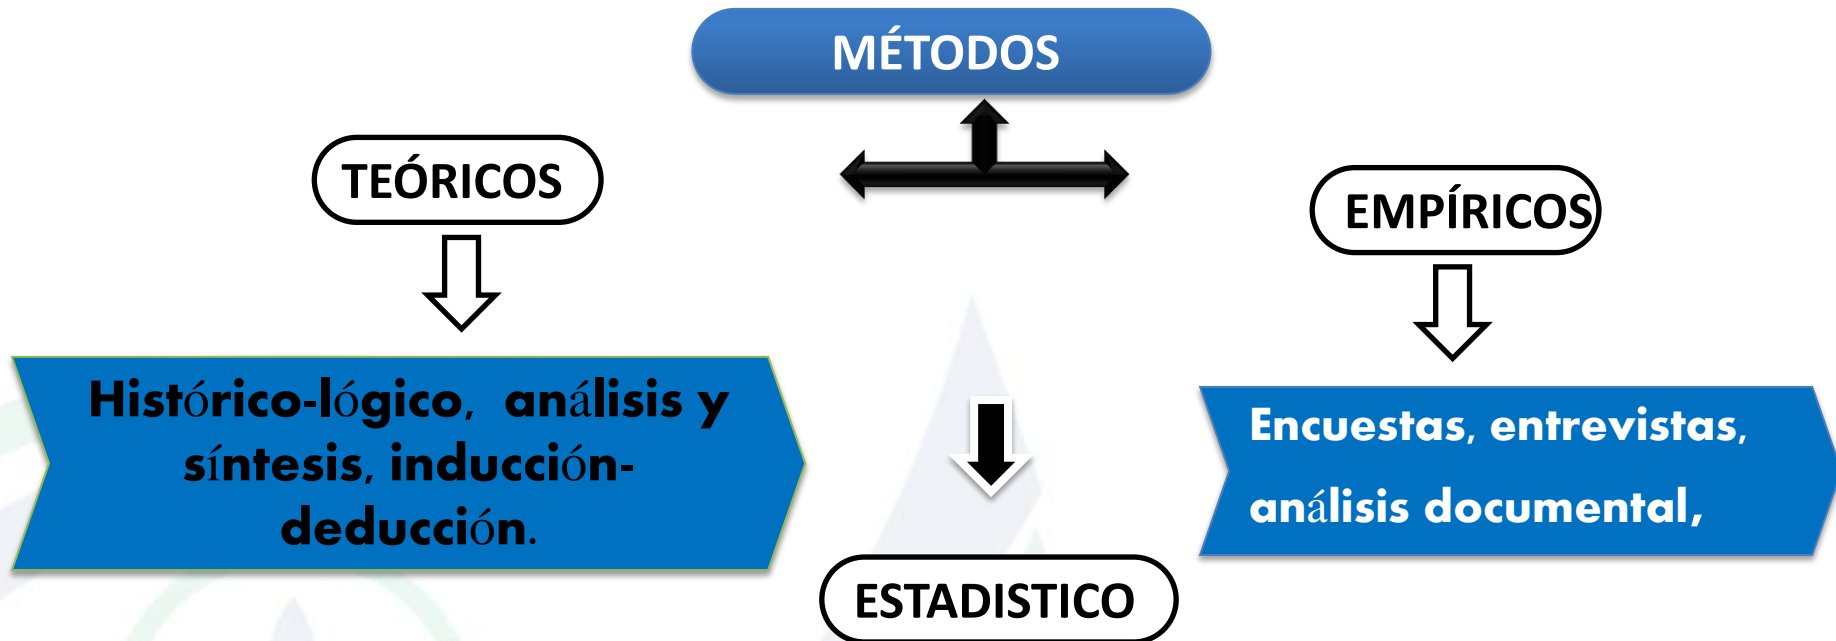 MÉTODOS
TEÓRICOS
EMPÍRICOS
Histórico-lógico, análisis y
síntesis, inducción-
deducción.
Encuestas, entrevistas,
análisis documental,
ESTADISTICO